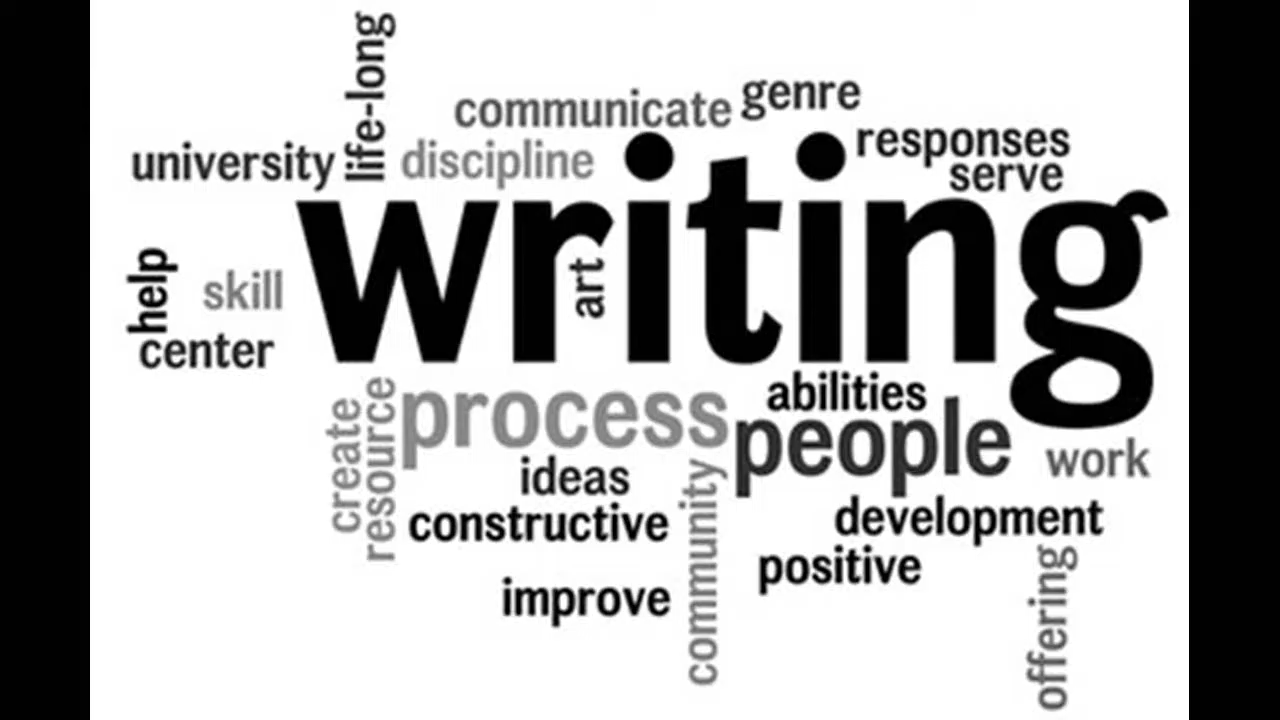 life-long
communicate
genre
university
discipline
responses
serve
writing
help
skill
art
center
create
resource
process
abilities
people
work
ideas
constructive
community
development
positive
offering
improve